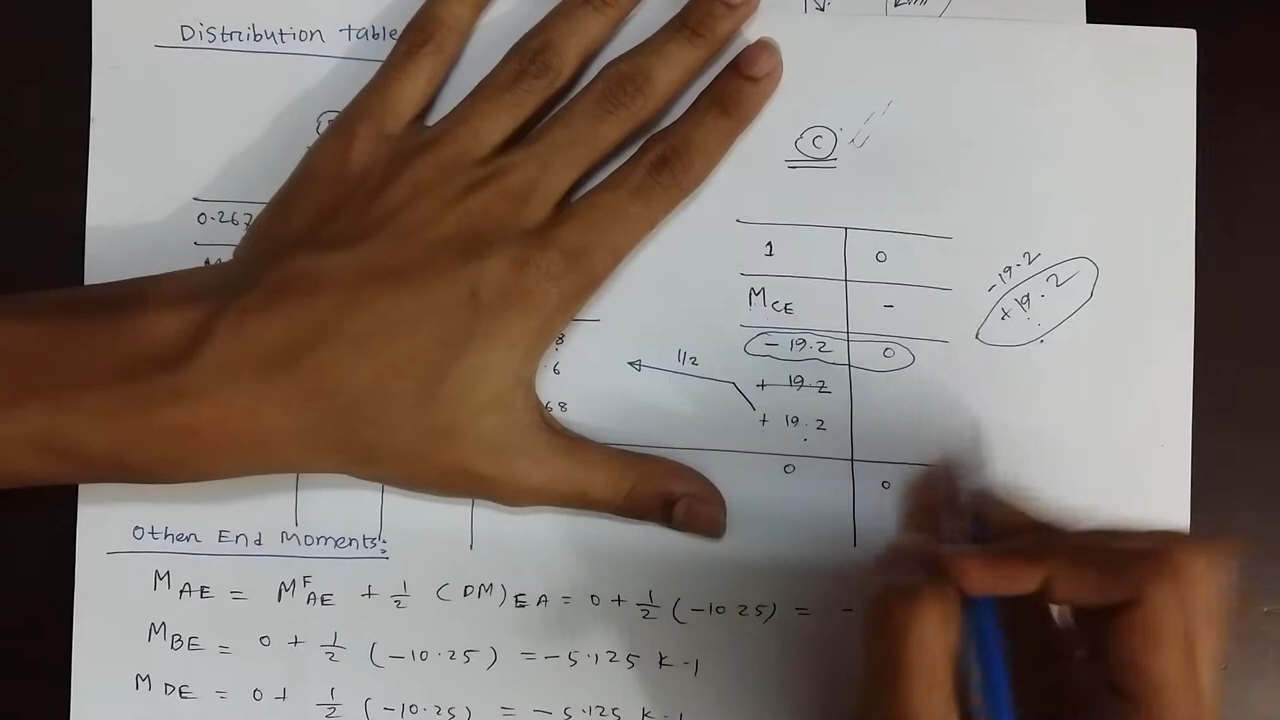 Distribution table
C
0.267
1 0
MCE -
-19.2
+19.2
- 19.2 0
1/2
+ 19.2
+ 19.2
0 0
Other End Moments:
MAE = M^F AE + 1/2 (DM)EA = 0 + 1/2 (-10.25) = -
MBE = 0 + 1/2 (-10.25) = -5.125 k-1
MDE = 0 + 1/2 (-10.25) = -5.125 k-1